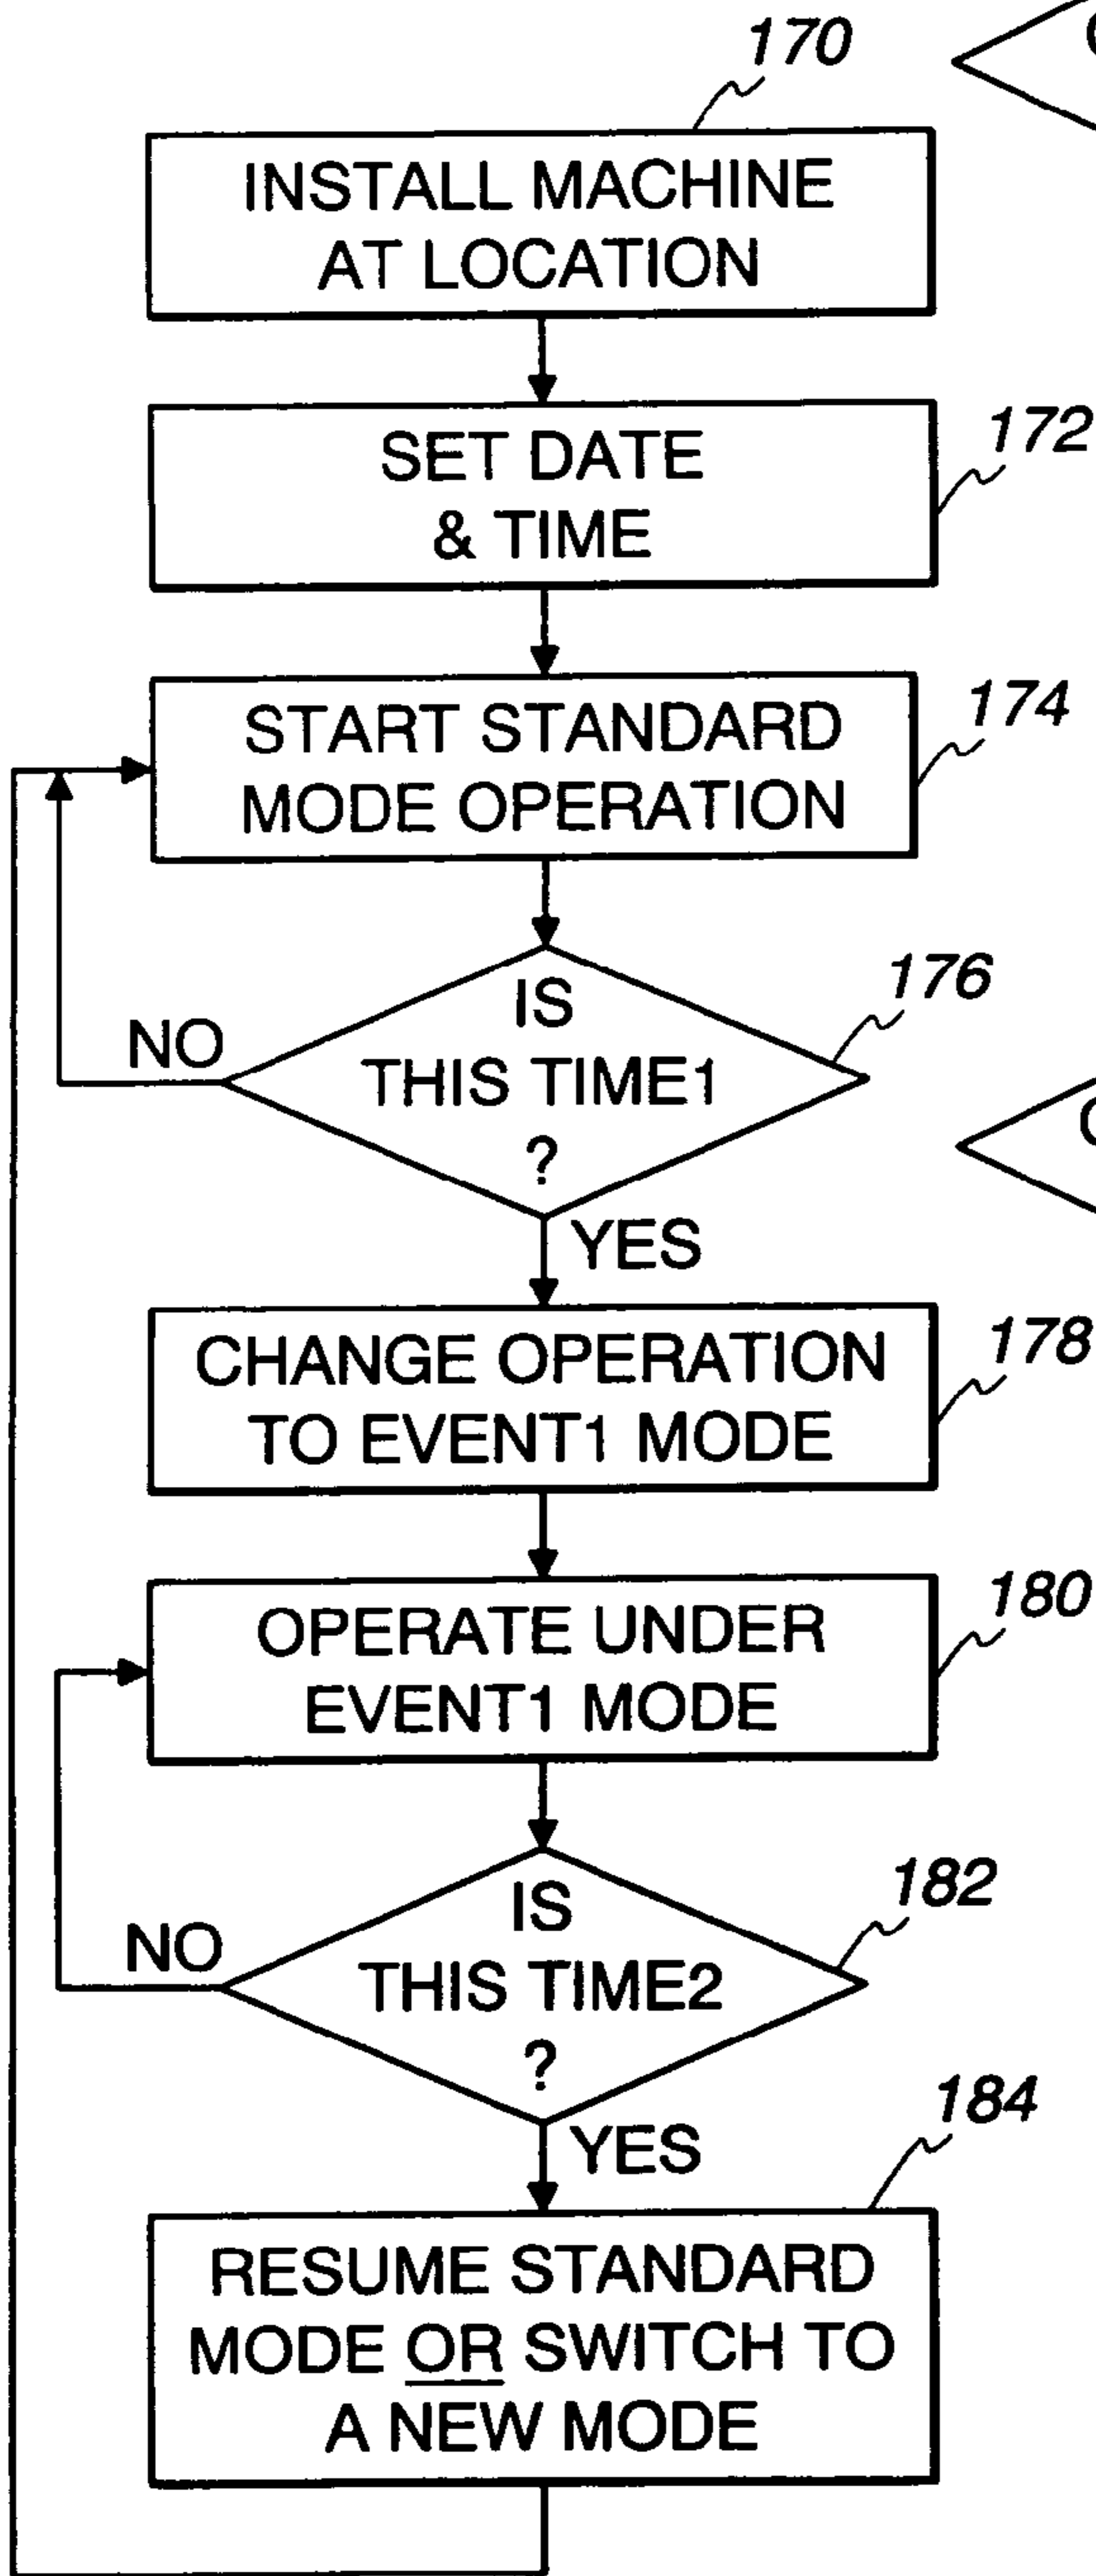 170
INSTALL MACHINE
AT LOCATION
172
SET DATE
& TIME
174
START STANDARD
MODE OPERATION
176
IS
THIS TIME1
?
NO
YES
178
CHANGE OPERATION
TO EVENT1 MODE
180
OPERATE UNDER
EVENT1 MODE
182
IS
THIS TIME2
?
NO
YES
184
RESUME STANDARD
MODE OR SWITCH TO
A NEW MODE